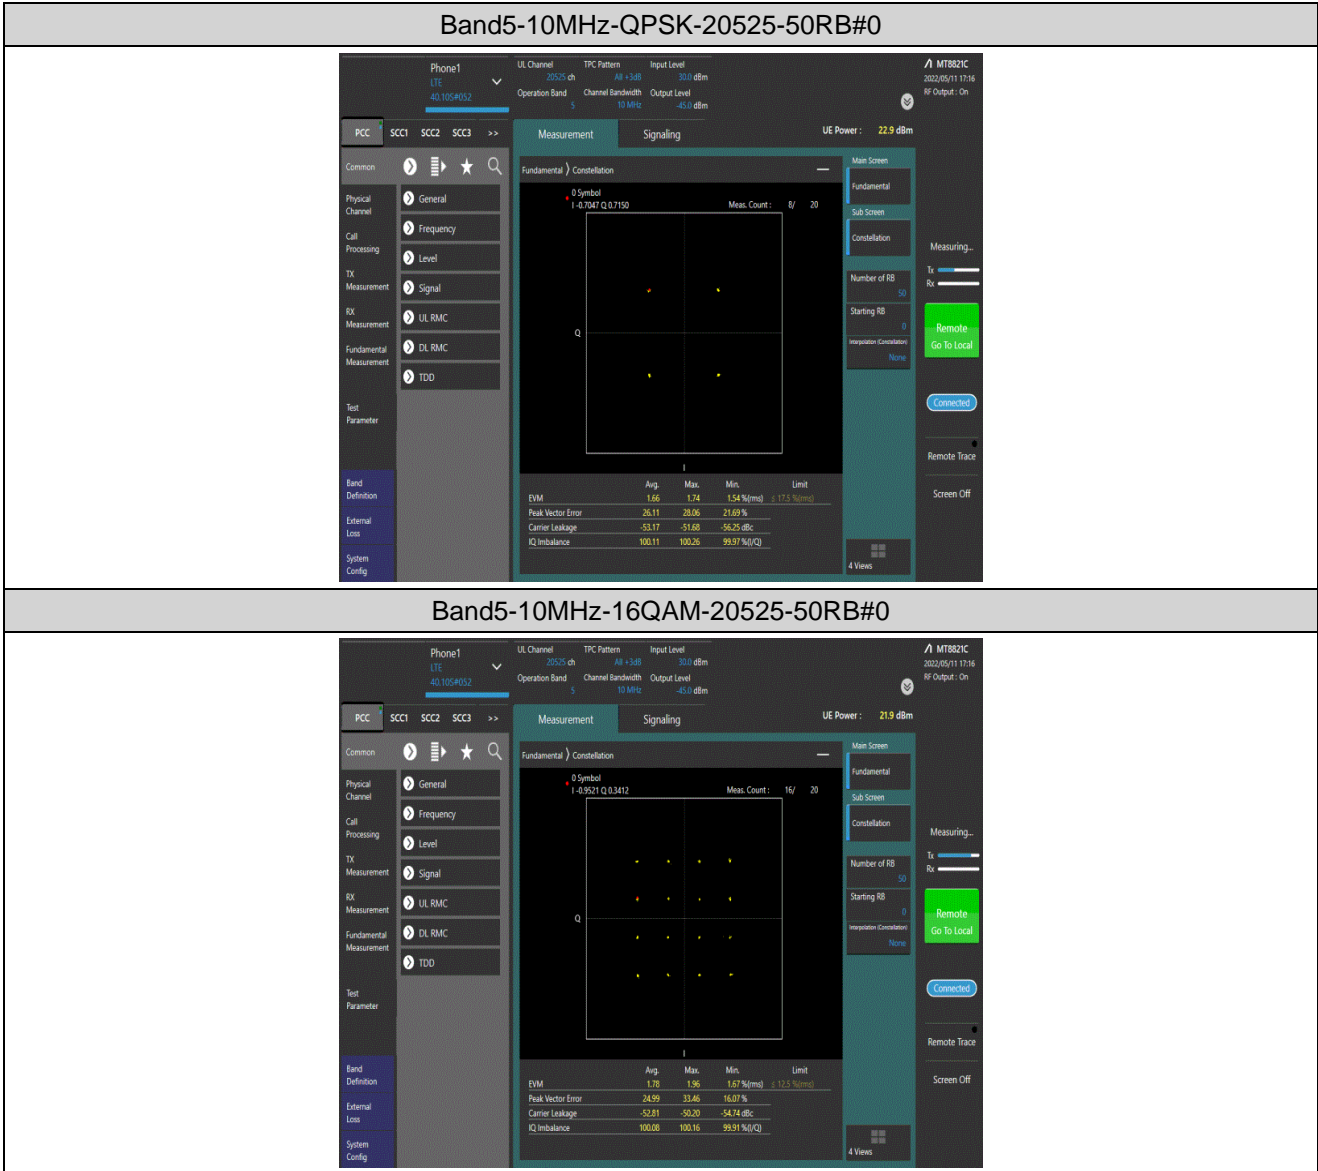 Band5-10MHz-QPSK-20525-50RB#0
Phone1
LTE
40.105#052
UL Channel TPC Pattern Input Level
20525 ch All +3dB 30.0 dBm
Operation Band Channel Bandwidth Output Level
5 10 MHz -45.0 dBm
MT8821C
2022/05/11 17:16
RF Output : On
PCC SCC1 SCC2 SCC3 >>
Measurement Signaling
UE Power : 22.9 dBm
Common
Physical
Channel
Call
Processing
TX
Measurement
RX
Measurement
Fundamental
Measurement
Test
Parameter
Band
Definition
External
Loss
System
Config
General
Frequency
Level
Signal
UL RMC
DL RMC
TDD
Fundamental Constellation
0 Symbol
I -0.7047 Q 0.7150 Meas. Count : 8/ 20
Q
I
Avg. Max. Min. Limit
EVM 1.66 1.74 1.54 %(rms) ≤ 17.5 %(rms)
Peak Vector Error 26.11 28.06 21.69 %
Carrier Leakage -53.17 -51.68 -56.25 dBc
IQ Imbalance 100.11 100.26 99.97 %(I/Q)
Main Screen
Fundamental
Sub Screen
Constellation
Number of RB
50
Starting RB
0
Interpolation (Constellation)
None
4 Views
Measuring...
Tx
Rx
Remote
Go To Local
Connected
Remote Trace
Screen Off
Band5-10MHz-16QAM-20525-50RB#0
Phone1
LTE
40.105#052
UL Channel TPC Pattern Input Level
20525 ch All +3dB 30.0 dBm
Operation Band Channel Bandwidth Output Level
5 10 MHz -45.0 dBm
MT8821C
2022/05/11 17:16
RF Output : On
PCC SCC1 SCC2 SCC3 >>
Measurement Signaling
UE Power : 21.9 dBm
Common
Physical
Channel
Call
Processing
TX
Measurement
RX
Measurement
Fundamental
Measurement
Test
Parameter
Band
Definition
External
Loss
System
Config
General
Frequency
Level
Signal
UL RMC
DL RMC
TDD
Fundamental Constellation
0 Symbol
I -0.9521 Q 0.3412 Meas. Count : 16/ 20
Q
I
Avg. Max. Min. Limit
EVM 1.78 1.96 1.67 %(rms) ≤ 12.5 %(rms)
Peak Vector Error 24.99 33.46 16.07 %
Carrier Leakage -52.81 -50.20 -54.74 dBc
IQ Imbalance 100.08 100.16 99.91 %(I/Q)
Main Screen
Fundamental
Sub Screen
Constellation
Number of RB
50
Starting RB
0
Interpolation (Constellation)
None
4 Views
Measuring...
Tx
Rx
Remote
Go To Local
Connected
Remote Trace
Screen Off